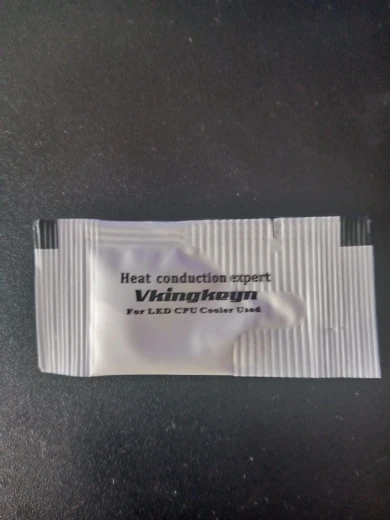 Heat conduction expert
Vkingkeyn
For LED CPU Cooler Used